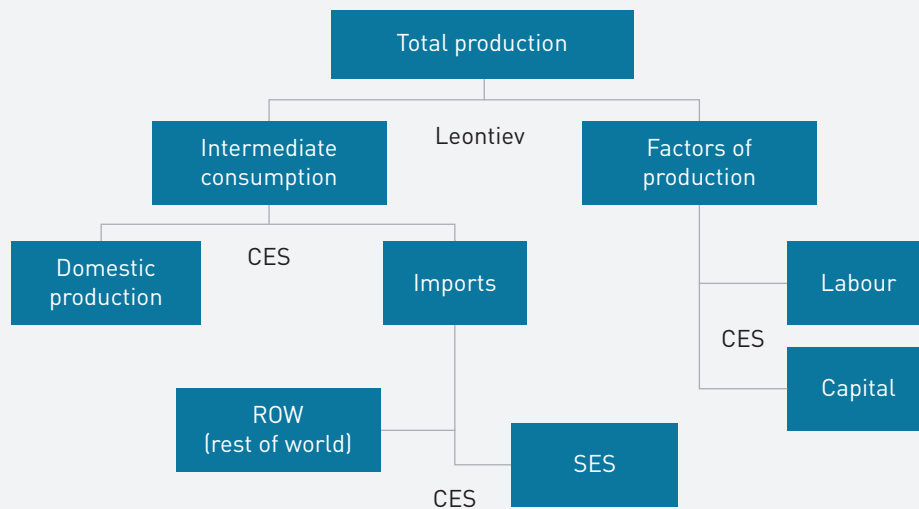 Total production
Leontiev
Intermediate
consumption
Factors of
production
CES
Domestic
production
Imports
Labour
CES
Capital
ROW
(rest of world)
SES
CES